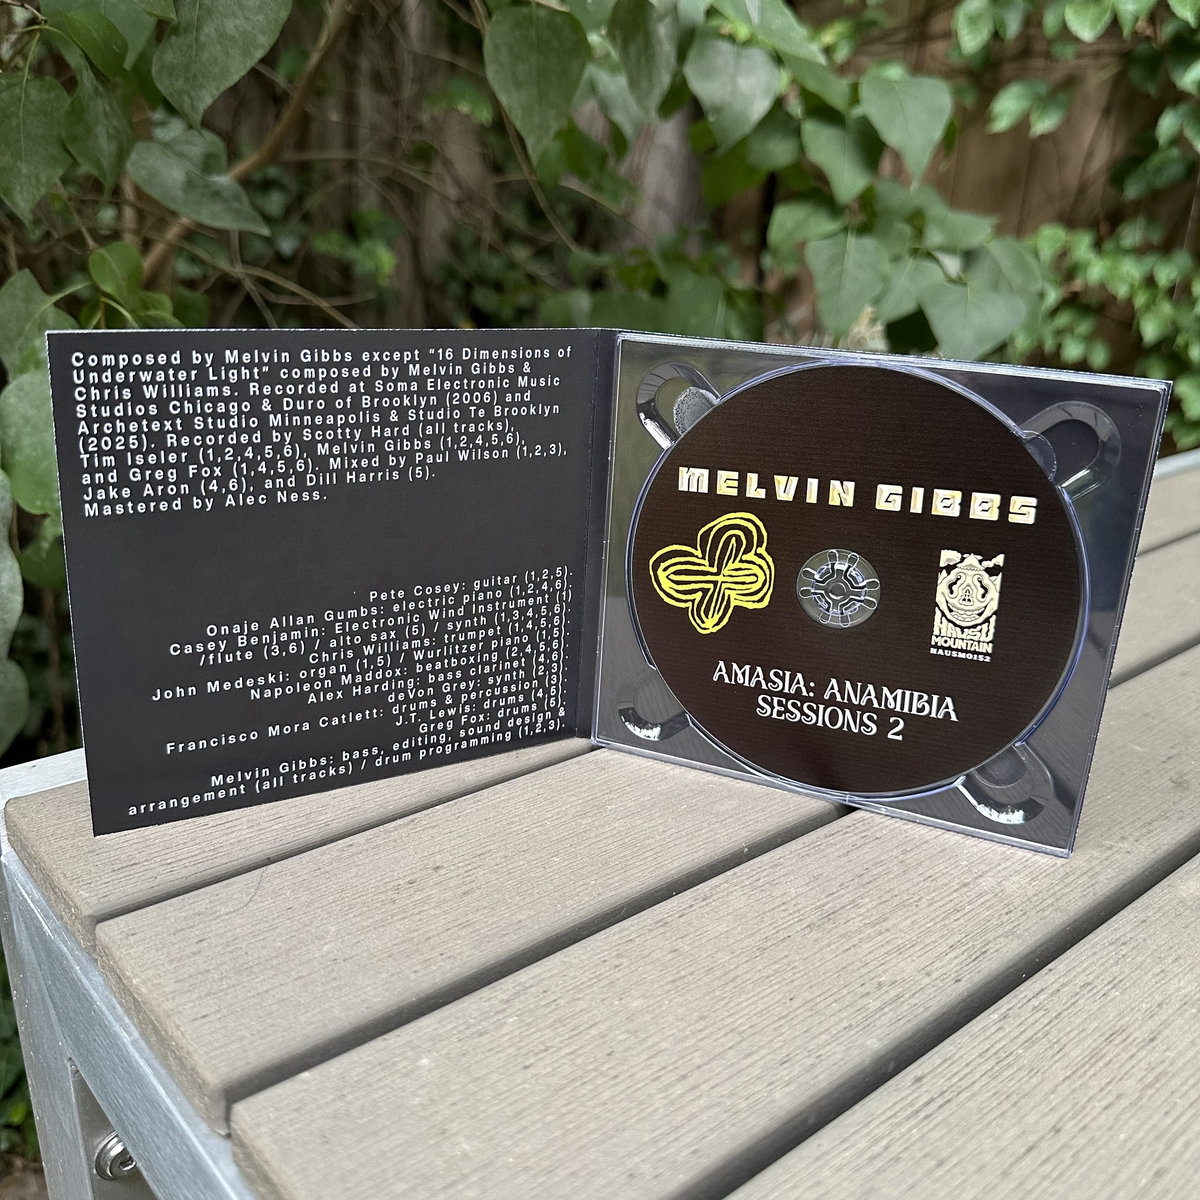 Composed by Melvin Gibbs except "16 Dimensions of
Underwater Light" composed by Melvin Gibbs &
Chris Williams. Recorded at Soma Electronic Music
Studios Chicago & Duro of Brooklyn (2006) and
Archetext Studio Minneapolis & Studio Te Brooklyn
(2025). Recorded by Scotty Hard (all tracks),
Tim Iseler (1,2,4,5,6), Melvin Gibbs (1,2,4,5,6),
and Greg Fox (1,4,5,6). Mixed by Paul Wilson (1,2,3),
Jake Aron (4,6), and Dill Harris (5).
Mastered by Alec Ness.
Pete Cosey: guitar (1,2,5).
Onaje Allan Gumbs: electric piano (1,2,4,6).
Casey Benjamin: Electronic Wind Instrument (1)
/flute (3,6) / alto sax (5) / synth (1,3,4,5,6).
Chris Williams: trumpet (1,4,5,6).
John Medeski: organ (1,5) / Wurlitzer piano (1,5).
Napoleon Maddox: beatboxing (2,4,5,6).
Alex Harding: bass clarinet (4,6).
deVon Grey: synth (2,3).
Francisco Mora Catlett: drums & percussion (3).
J.T. Lewis: drums (4,5).
Greg Fox: drums (5).
Melvin Gibbs: bass, editing, sound design &
arrangement (all tracks) / drum programming (1,2,3).
MELVIN GIBBS
HAUSU
MOUNTAIN
HAUSMO152
AMASIA: ANAMIBIA
SESSIONS 2